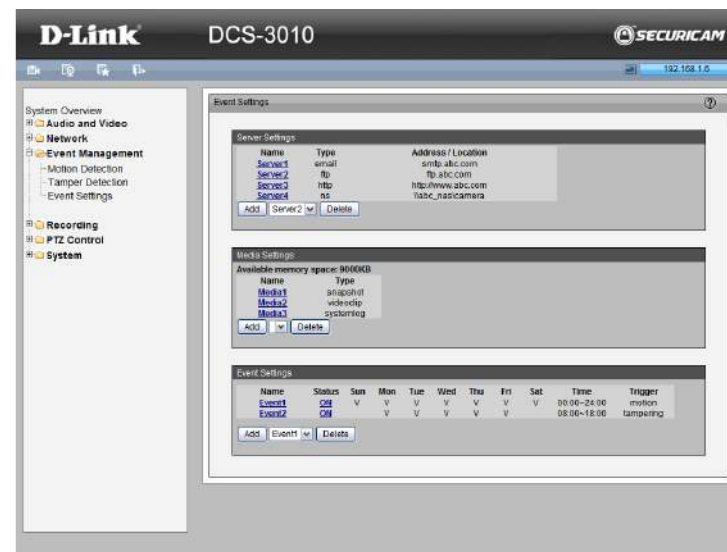 D-Link DCS-3010 SECURICAM
192.168.1.6
System Overview
Audio and Video
Network
Event Management
Motion Detection
Tamper Detection
Event Settings
Recording
PTZ Control
System
Event Settings
Server Settings
Name Type Address / Location
Server1 email smtp.abc.com
Server2 ftp ftp.abc.com
Server3 http http://www.abc.com
Server4 ns \\abc_nas\camera
Add Server2 Delete
Media Settings
Available memory space: 9000KB
Name Type
Media1 snapshot
Media2 videoclip
Media3 systemlog
Add Delete
Event Settings
Name Status Sun Mon Tue Wed Thu Fri Sat Time Trigger
Event1 ON V V V V V V V 00:00~24:00 motion
Event2 ON V V V V V 08:00~18:00 tampering
Add Event1 Delete